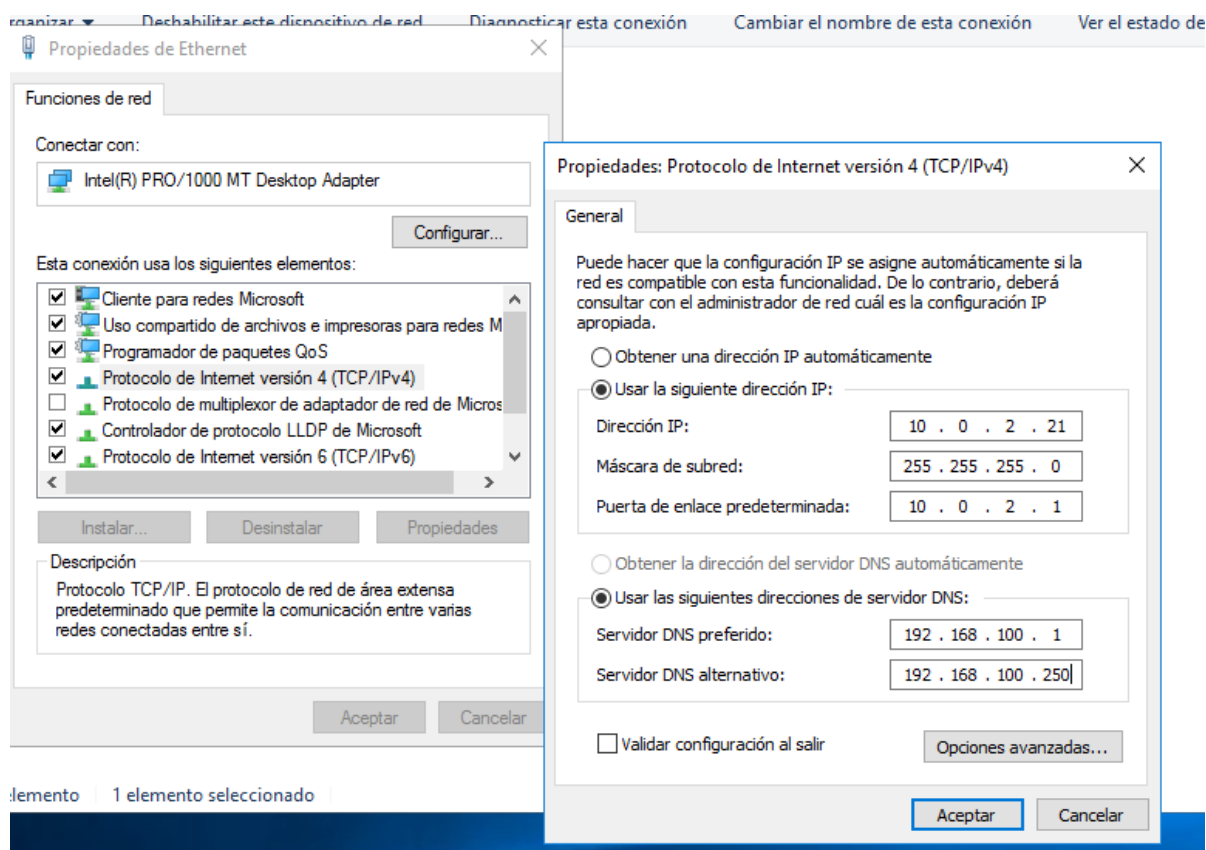 Deshabilitar este dispositivo de red Diagnosticar esta conexión Cambiar el nombre de esta conexión Ver el estado de
Propiedades de Ethernet
Funciones de red
Conectar con:
Intel(R) PRO/1000 MT Desktop Adapter
Configurar...
Esta conexión usa los siguientes elementos:
Cliente para redes Microsoft
Uso compartido de archivos e impresoras para redes M
Programador de paquetes QoS
Protocolo de Internet versión 4 (TCP/IPv4)
Protocolo de multiplexor de adaptador de red de Micros
Controlador de protocolo LLDP de Microsoft
Protocolo de Internet versión 6 (TCP/IPv6)
Instalar... Desinstalar Propiedades
Descripción
Protocolo TCP/IP. El protocolo de red de área extensa
predeterminado que permite la comunicación entre varias
redes conectadas entre sí.
Aceptar Cancelar
elemento 1 elemento seleccionado
Propiedades: Protocolo de Internet versión 4 (TCP/IPv4)
General
Puede hacer que la configuración IP se asigne automáticamente si la
red es compatible con esta funcionalidad. De lo contrario, deberá
consultar con el administrador de red cuál es la configuración IP
apropiada.
Obtener una dirección IP automáticamente
Usar la siguiente dirección IP:
Dirección IP: 10 . 0 . 2 . 21
Máscara de subred: 255 . 255 . 255 . 0
Puerta de enlace predeterminada: 10 . 0 . 2 . 1
Obtener la dirección del servidor DNS automáticamente
Usar las siguientes direcciones de servidor DNS:
Servidor DNS preferido: 192 . 168 . 100 . 1
Servidor DNS alternativo: 192 . 168 . 100 . 250
Validar configuración al salir
Opciones avanzadas...
Aceptar Cancelar